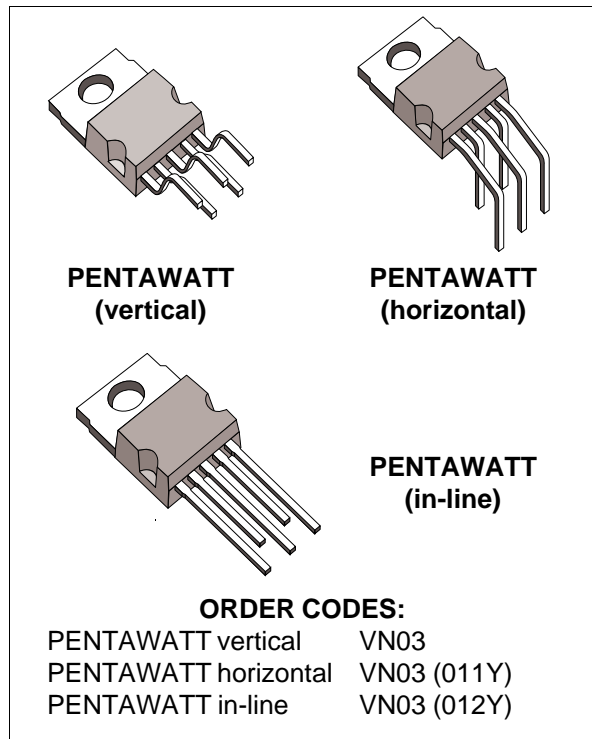 PENTAWATT
(vertical)
PENTAWATT
(horizontal)
PENTAWATT
(in-line)
ORDER CODES:
PENTAWATT vertical VN03
PENTAWATT horizontal VN03 (011Y)
PENTAWATT in-line VN03 (012Y)